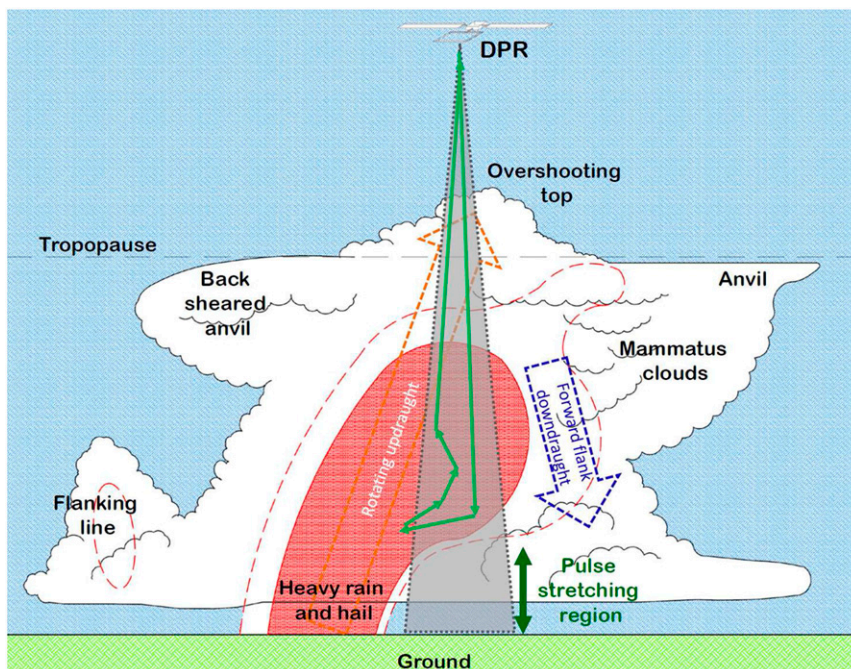 DPR
Overshooting
top
Tropopause
Back
sheared
anvil
Anvil
Mammatus
clouds
Rotating updraught
Forward flank
downdraught
Flanking
line
Heavy rain
and hail
Pulse
stretching
region
Ground